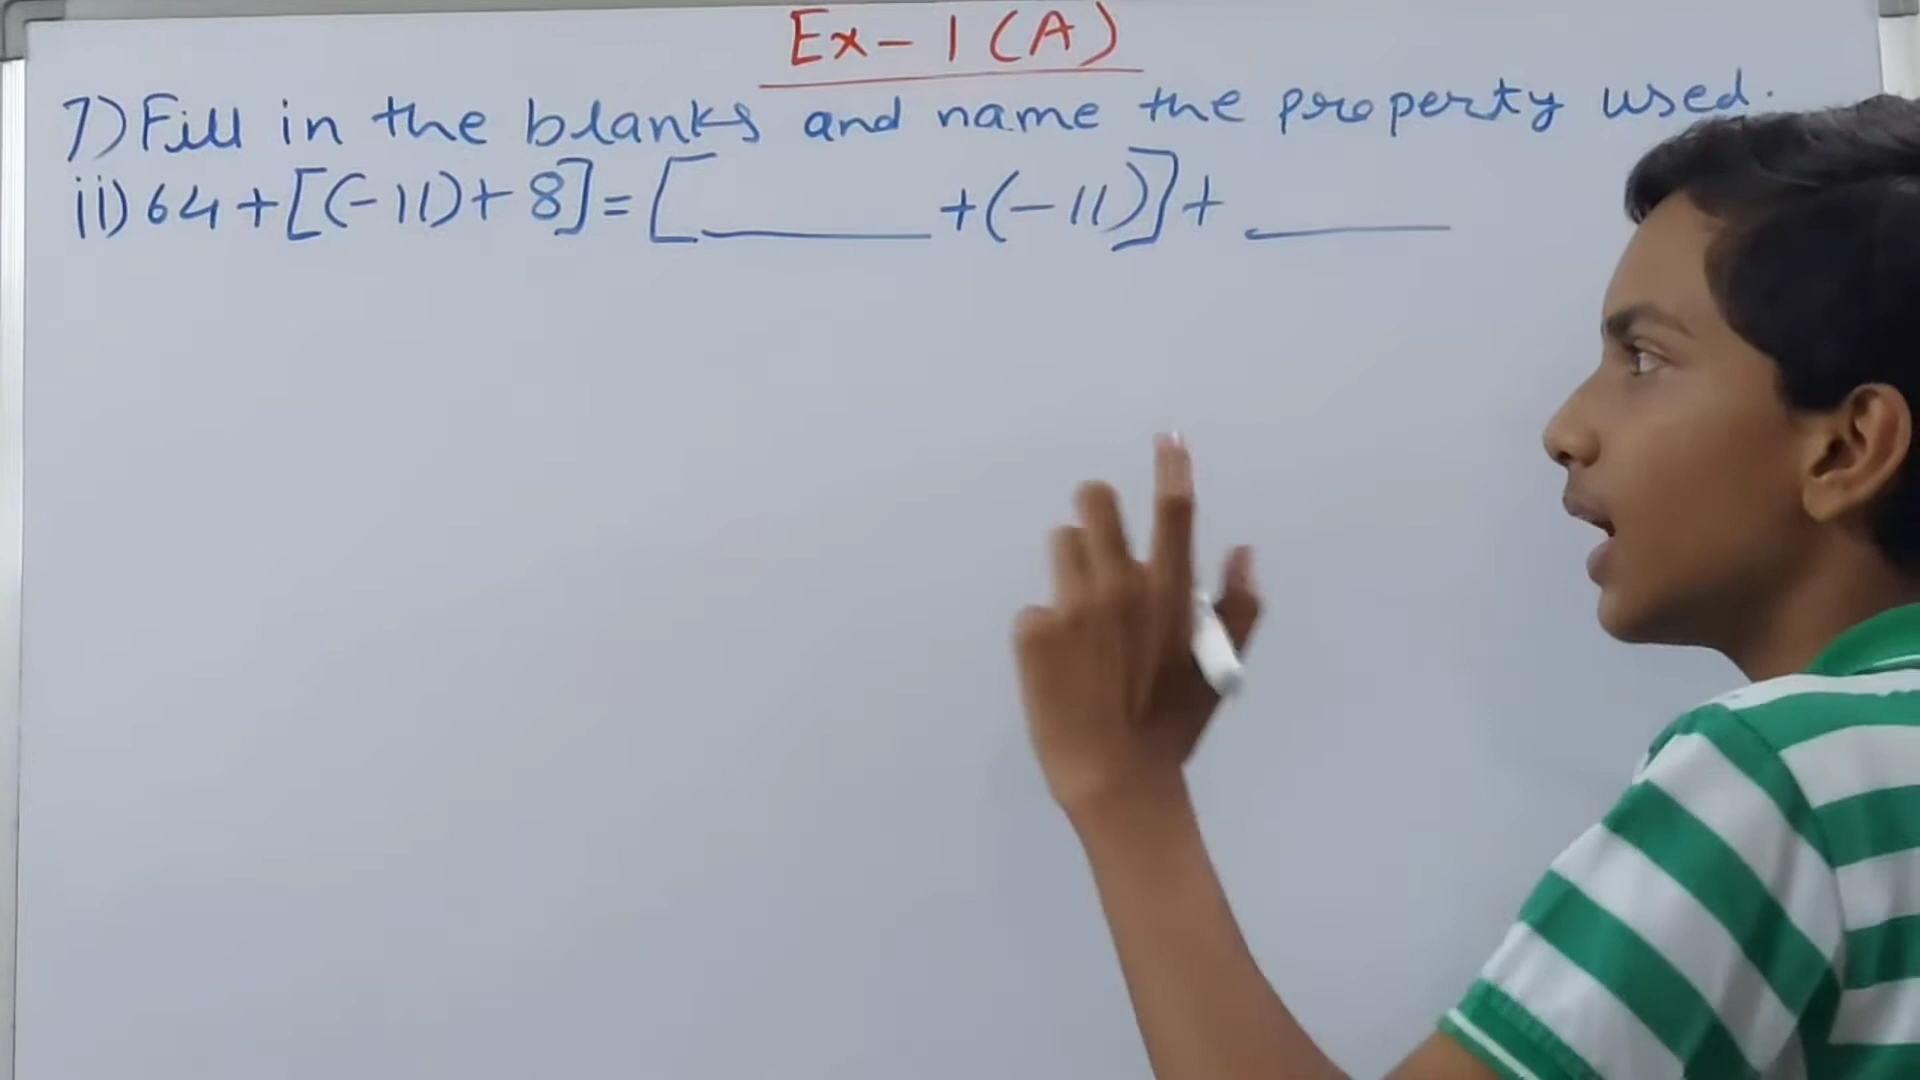 Ex-1(A)
7) Fill in the blanks and name the property used.
ii) 64+[(-11)+8]=[______+(-11)]+______